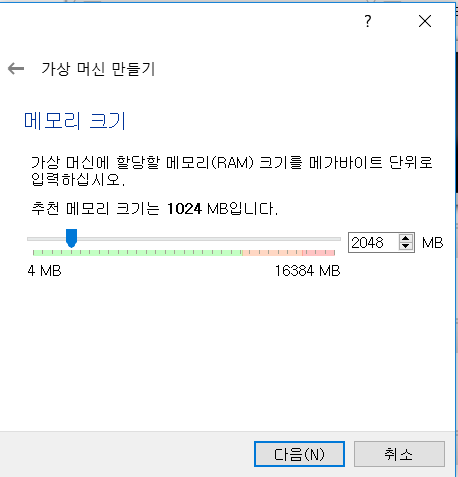 ?
가상 머신 만들기
메모리 크기
가상 머신에 할당할 메모리(RAM) 크기를 메가바이트 단위로
입력하십시오.
추천 메모리 크기는 1024 MB입니다.
2048 MB
4 MB 16384 MB
다음(N) 취소